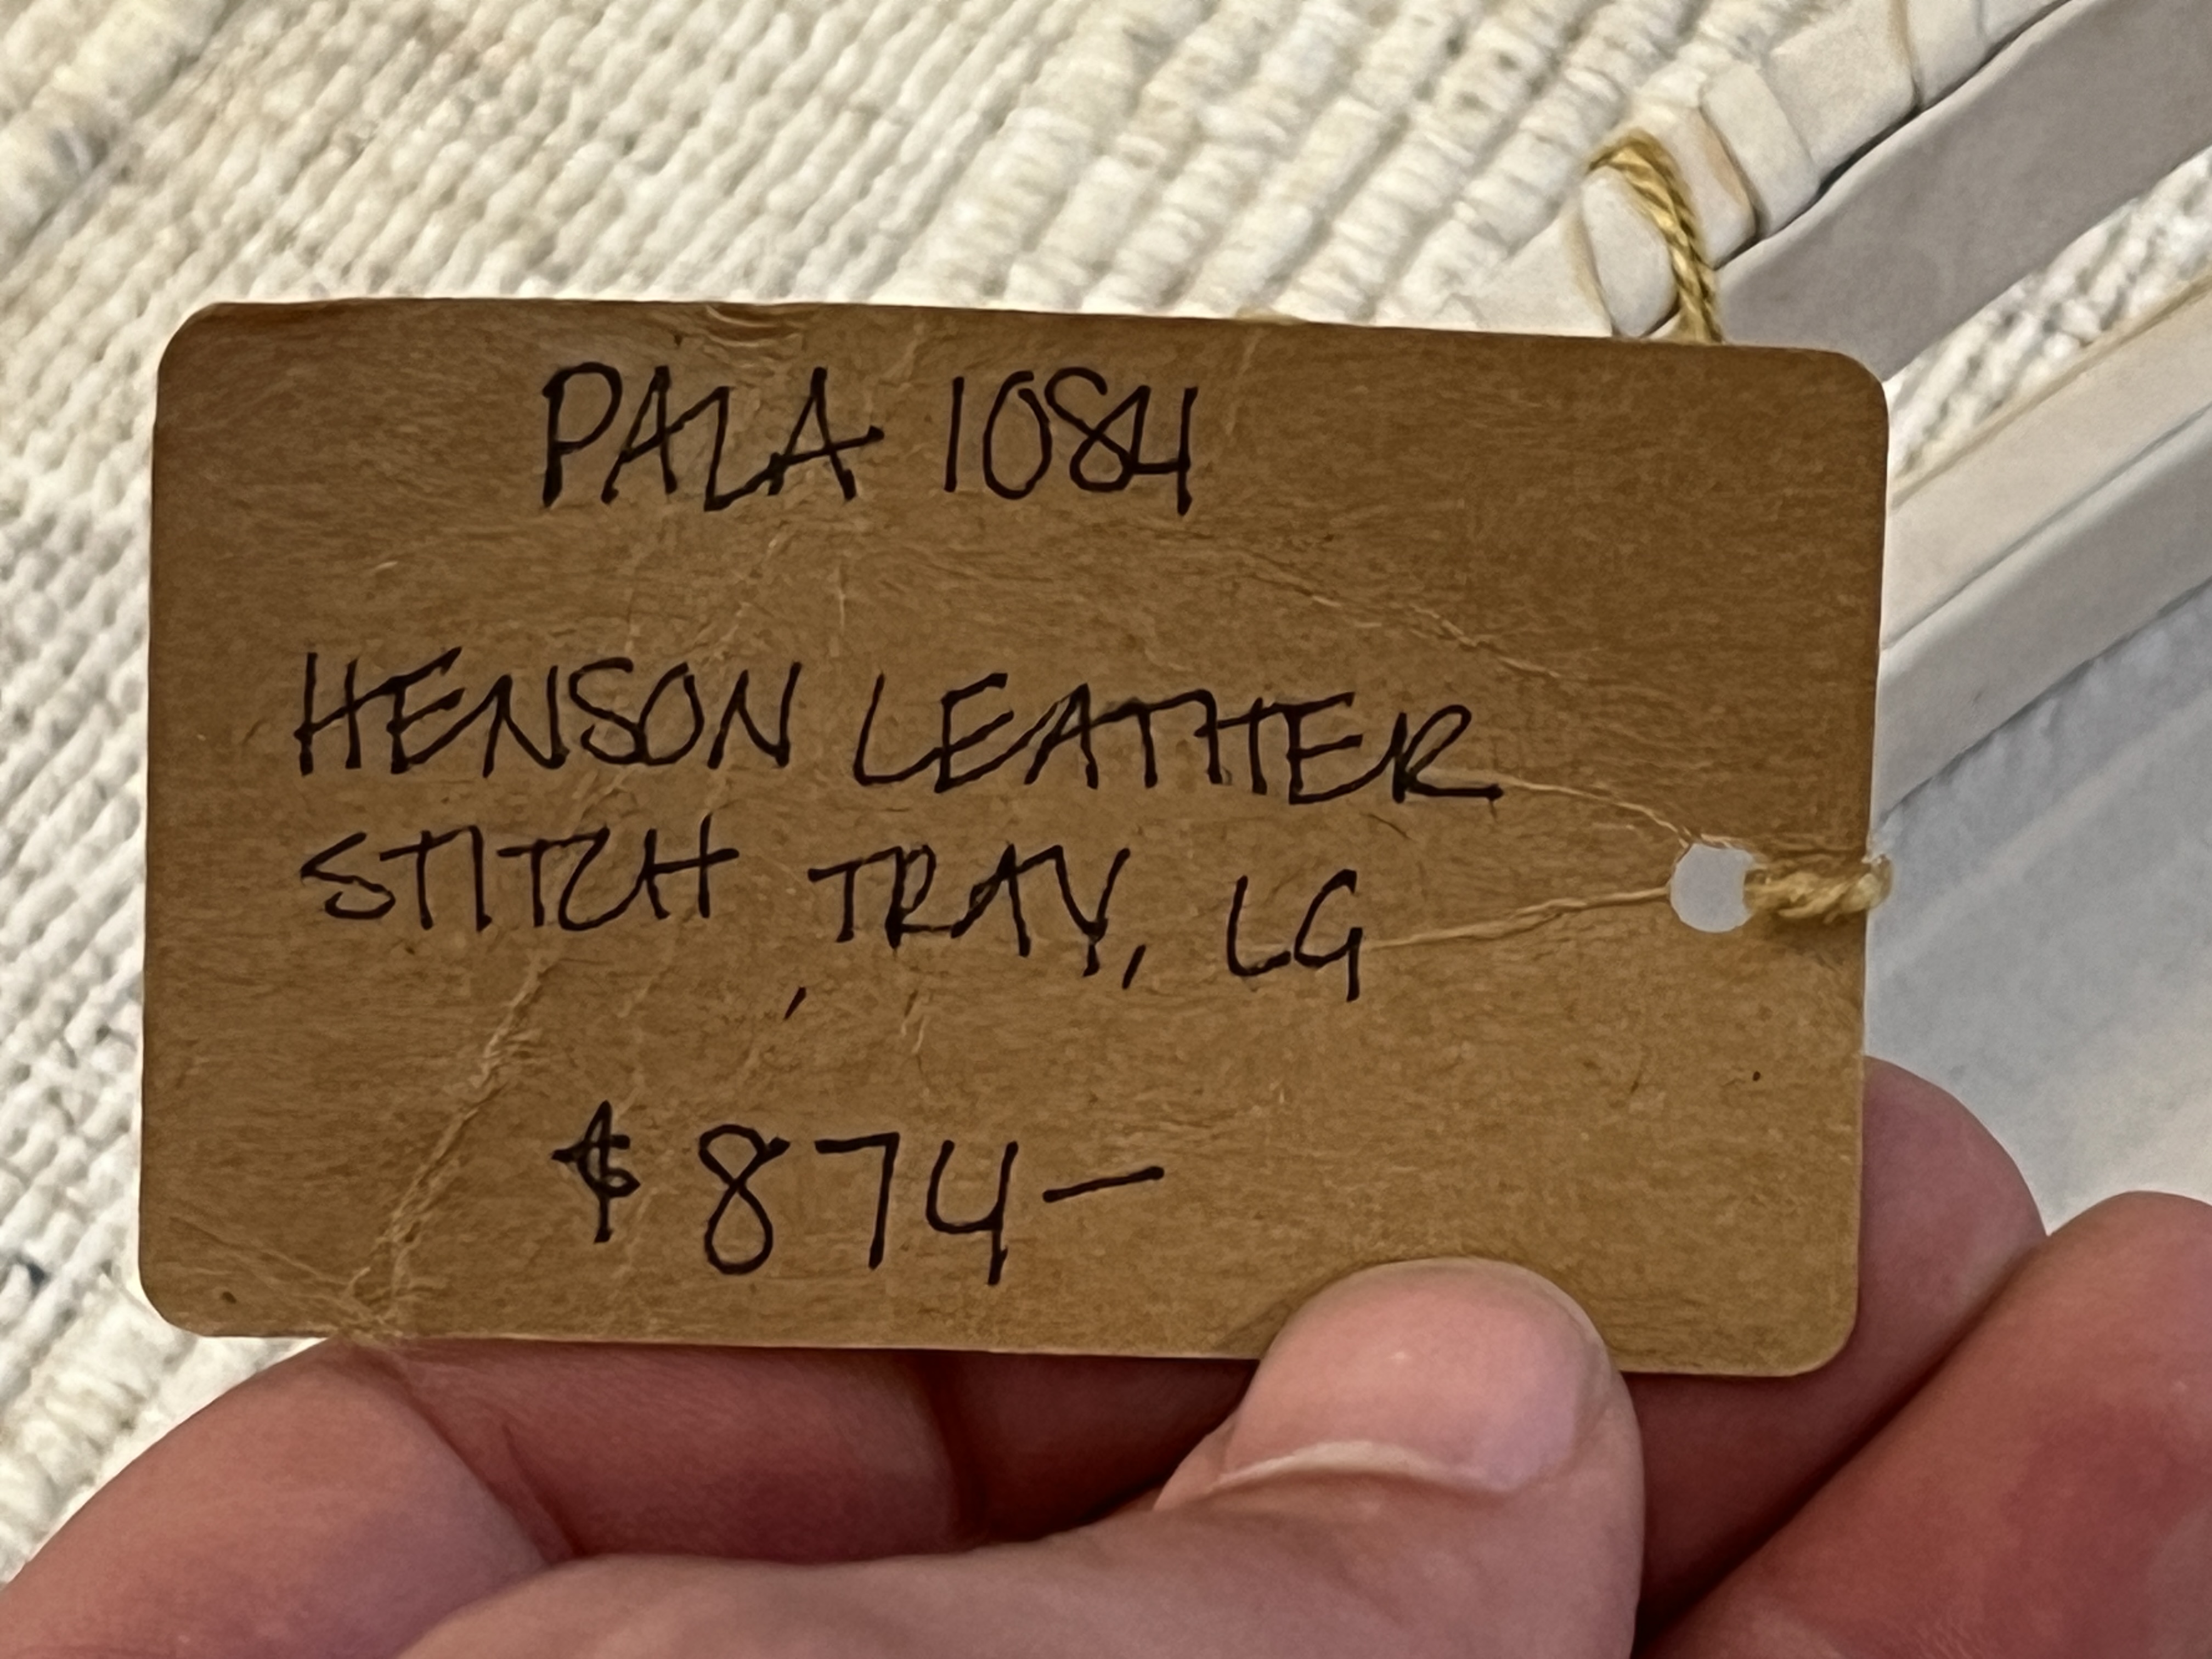 PALA 1084
HENSON LEATHER
STITCH TRAY, LG
$874-